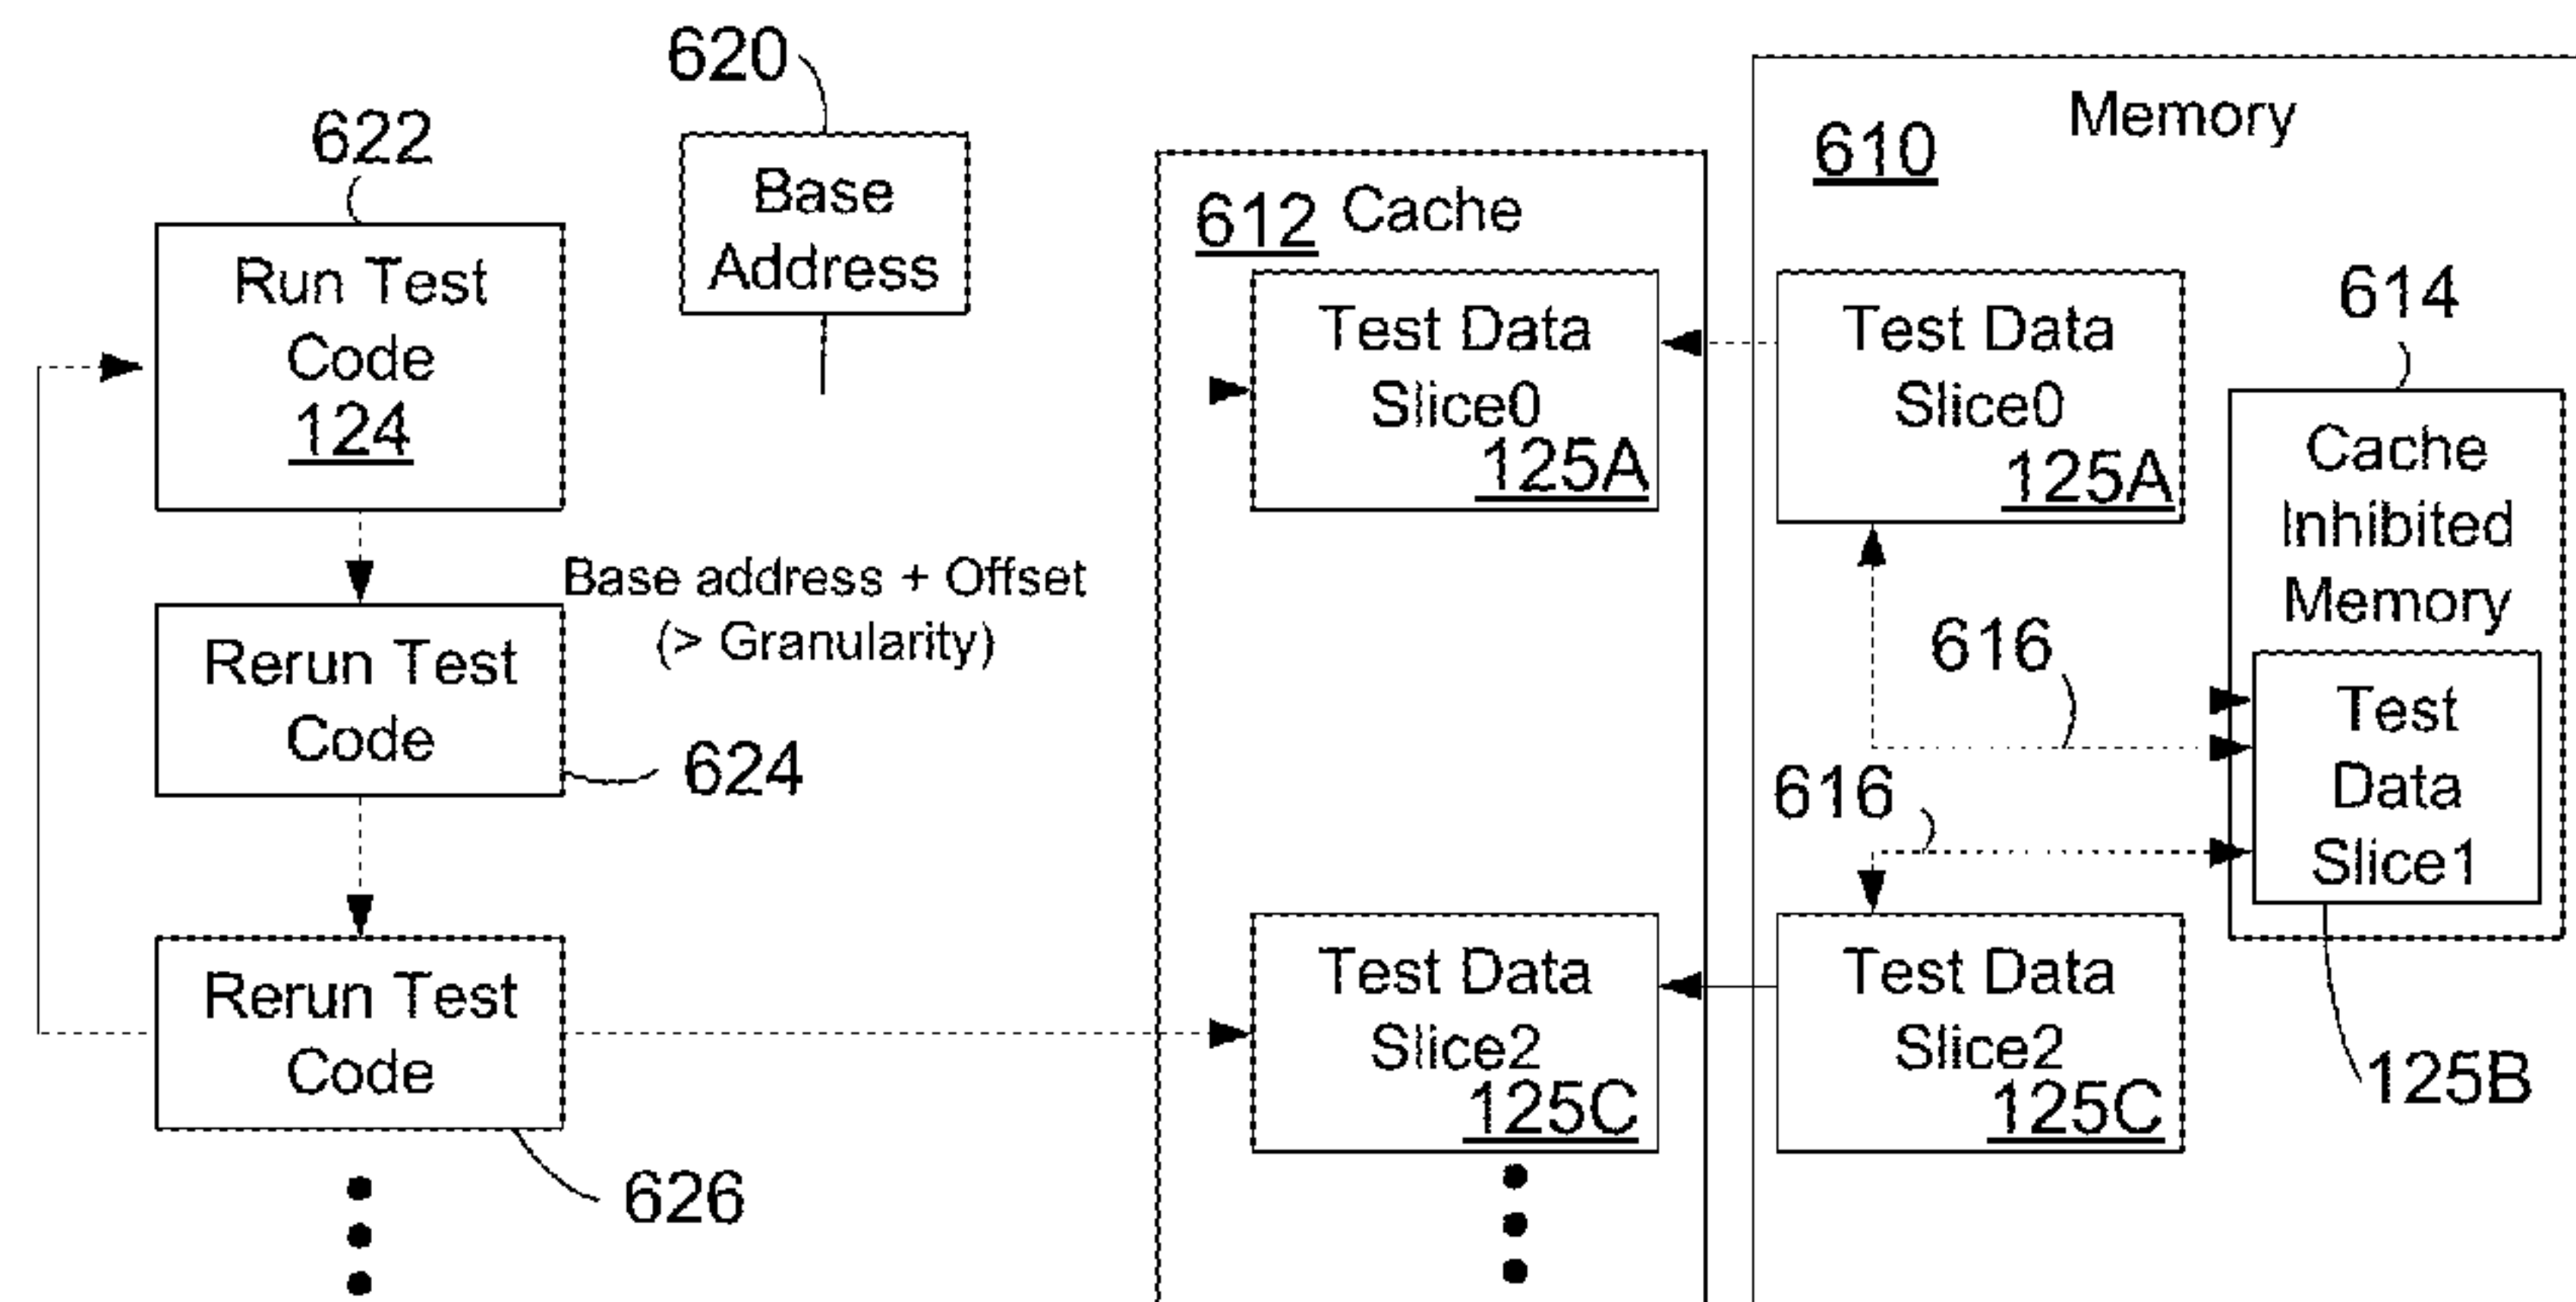 620
Base
Address
622
Run Test
Code
124
Base address + Offset
(> Granularity)
Rerun Test
Code
624
Rerun Test
Code
626
612 Cache
Test Data
Slice0
125A
Test Data
Slice2
125C
Memory
610
Test Data
Slice0
125A
614
Cache
Inhibited
Memory
616
616
Test
Data
Slice1
125B
Test Data
Slice2
125C